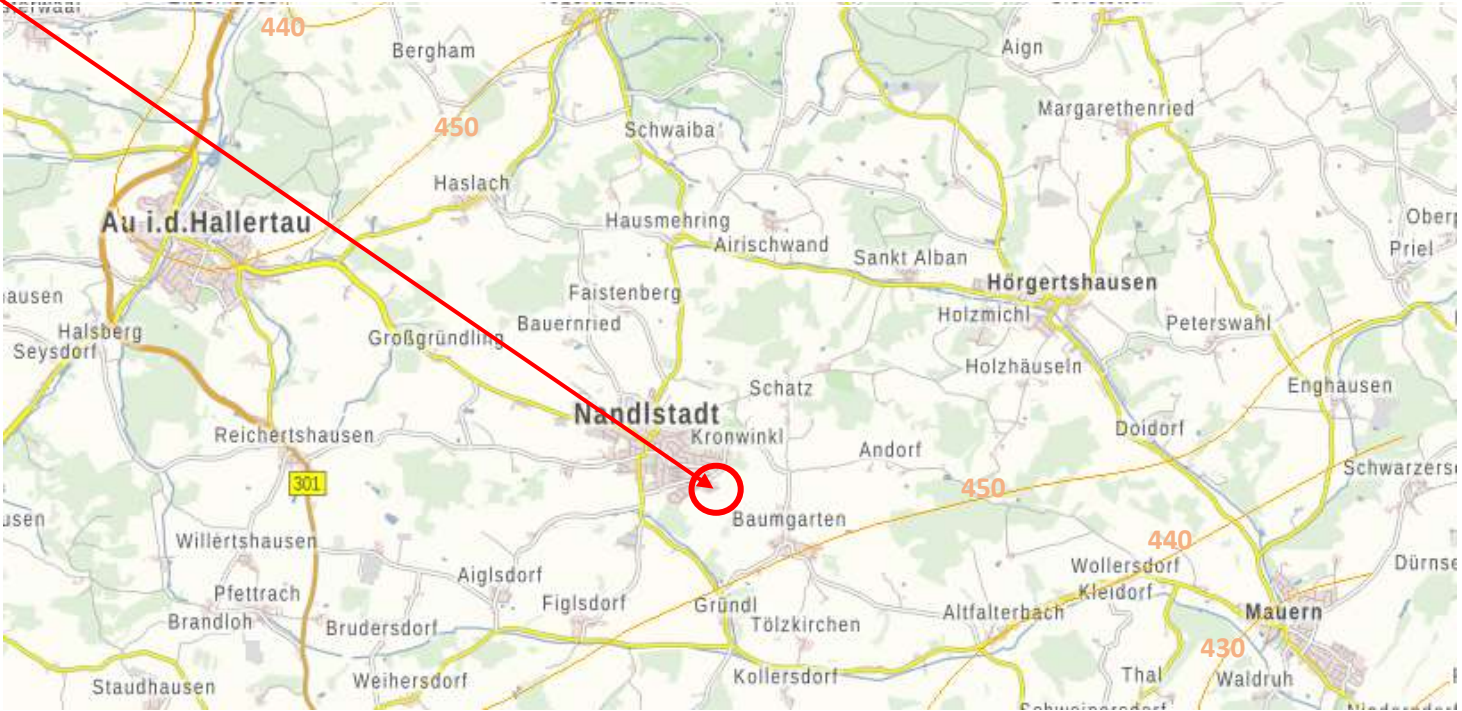 440
Bergham
Aign
450
Schwaiba
Margarethenried
Haslach
Au i.d.Hallertau
Hausmehring
Airischwand
Sankt Alban
Priel
Hörgertshausen
Faistenberg
Bauernried
Holzmichl
Peterswahl
Halsberg
Seysdorf
Großgründling
Holzhäuseln
Schatz
Enghausen
Nandlstadt
Kronwinkl
Doidorf
Reichertshausen
Andorf
301
450
Baumgarten
440
Willertshausen
Aiglsdorf
Wollersdorf
Kleidorf
Pfettrach
Figlsdorf
Gründl
Altfalterbach
Mauern
Brandloh
Brudersdorf
Tölzkirchen
430
Staudhausen
Weihersdorf
Kollersdorf
Thal
Waldruh